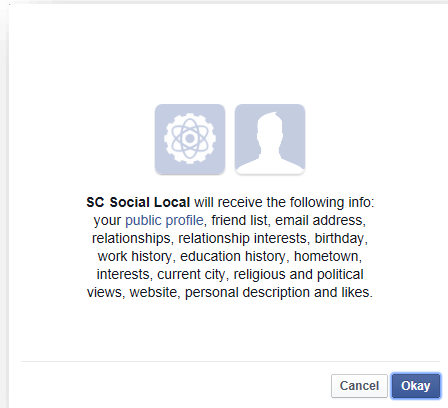 SC Social Local will receive the following info:
your public profile, friend list, email address,
relationships, relationship interests, birthday,
work history, education history, hometown,
interests, current city, religious and political
views, website, personal description and likes.
Cancel Okay